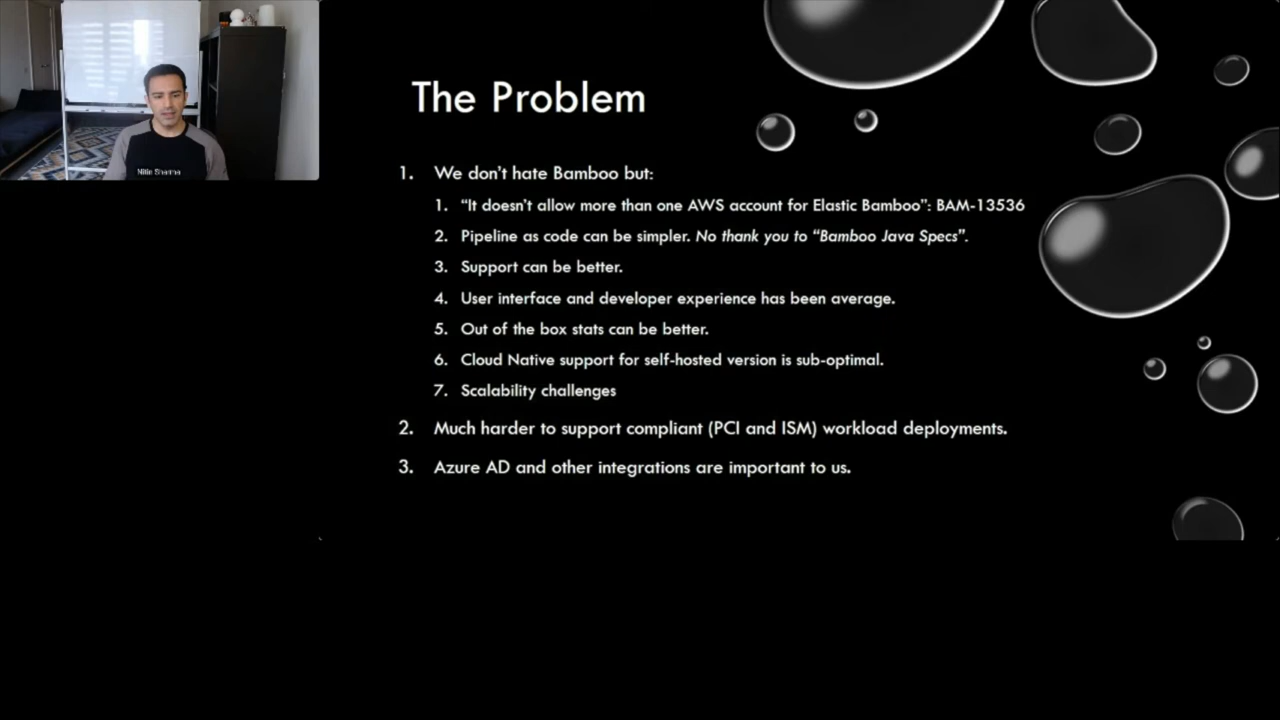 Nitin Sharma
The Problem
1. We don't hate Bamboo but:
1. "It doesn't allow more than one AWS account for Elastic Bamboo": BAM-13536
2. Pipeline as code can be simpler. No thank you to "Bamboo Java Specs".
3. Support can be better.
4. User interface and developer experience has been average.
5. Out of the box stats can be better.
6. Cloud Native support for self-hosted version is sub-optimal.
7. Scalability challenges
2. Much harder to support compliant (PCI and ISM) workload deployments.
3. Azure AD and other integrations are important to us.